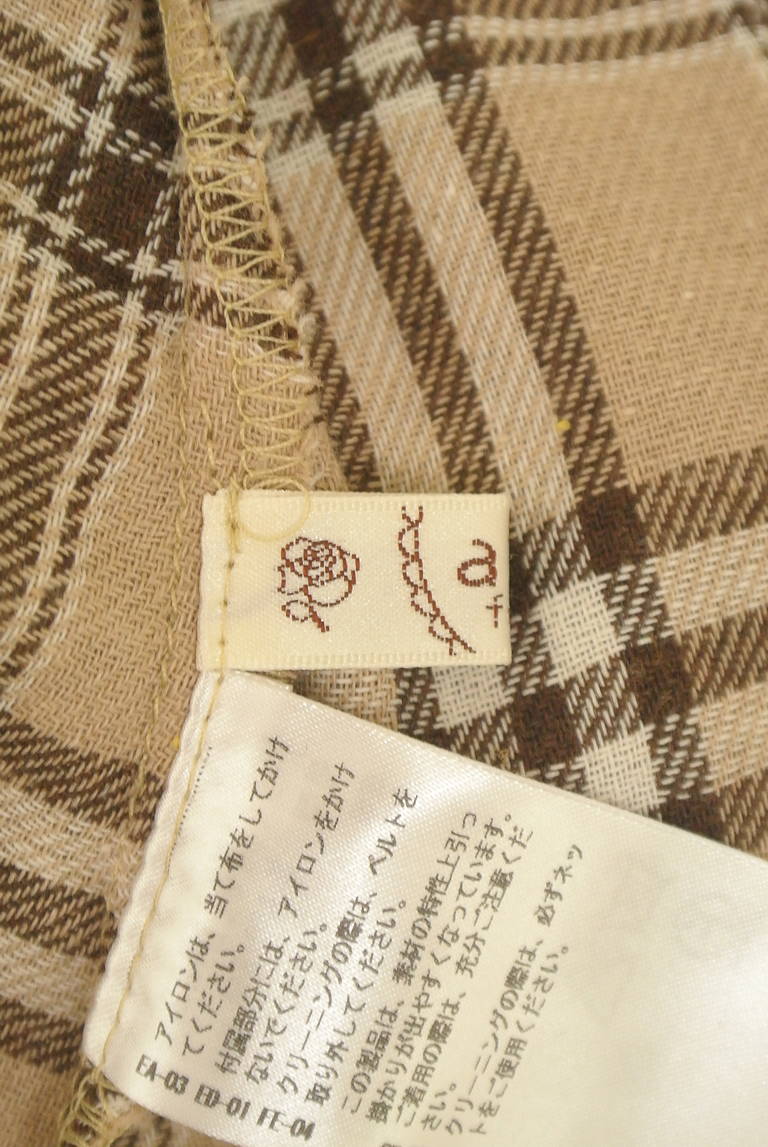 a
f
アイロンは、当て布をしてかけ
てください。
付属部分には、アイロンをかけ
ないでください。
クリーニングの際は、ベルトを
取り外してください。
この製品は、素材の特性上引っ
掛かりが出やすくなっています。
ご着用の際は、充分ご注意くだ
さい。
クリーニングの際は、必ずネッ
トをご使用ください。
EA-03 ED-01 FF-04